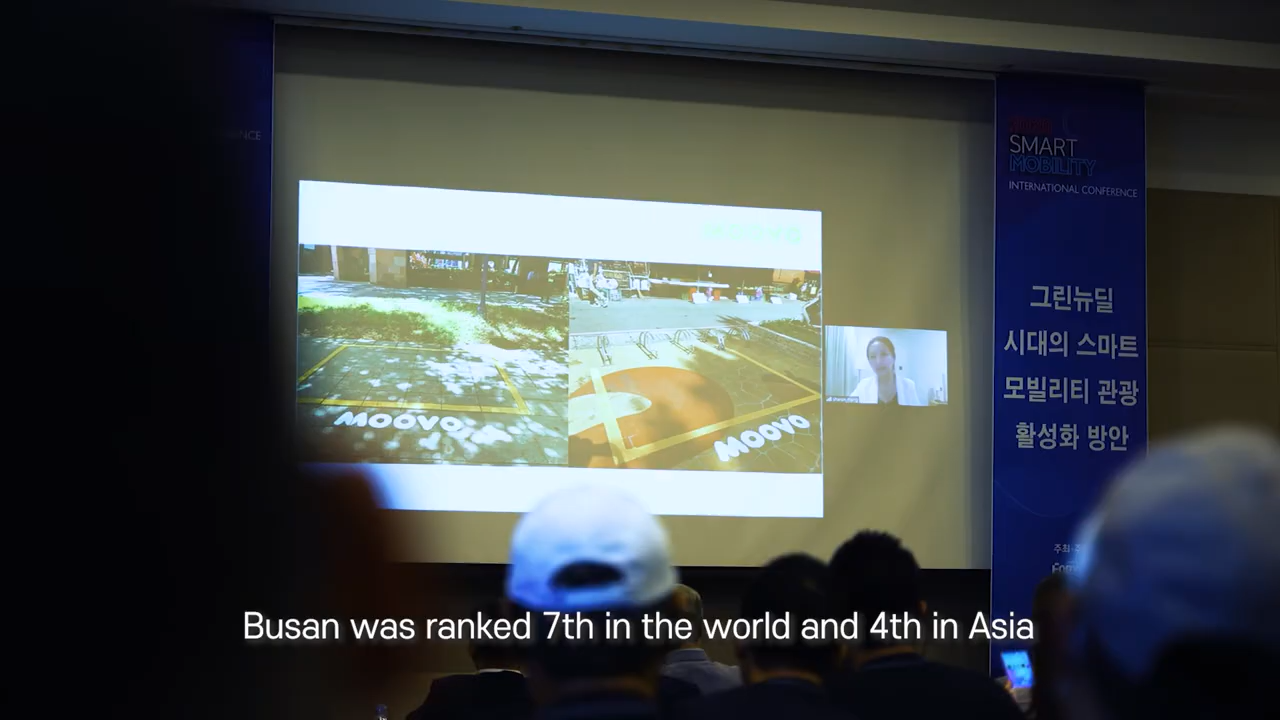 NCE
SMART
MOBILITY
INTERNATIONAL CONFERENCE
그린뉴딜
시대의 스마트
모빌리티 관광
활성화 방안
MOOVO
MOOVO
Busan was ranked 7th in the world and 4th in Asia